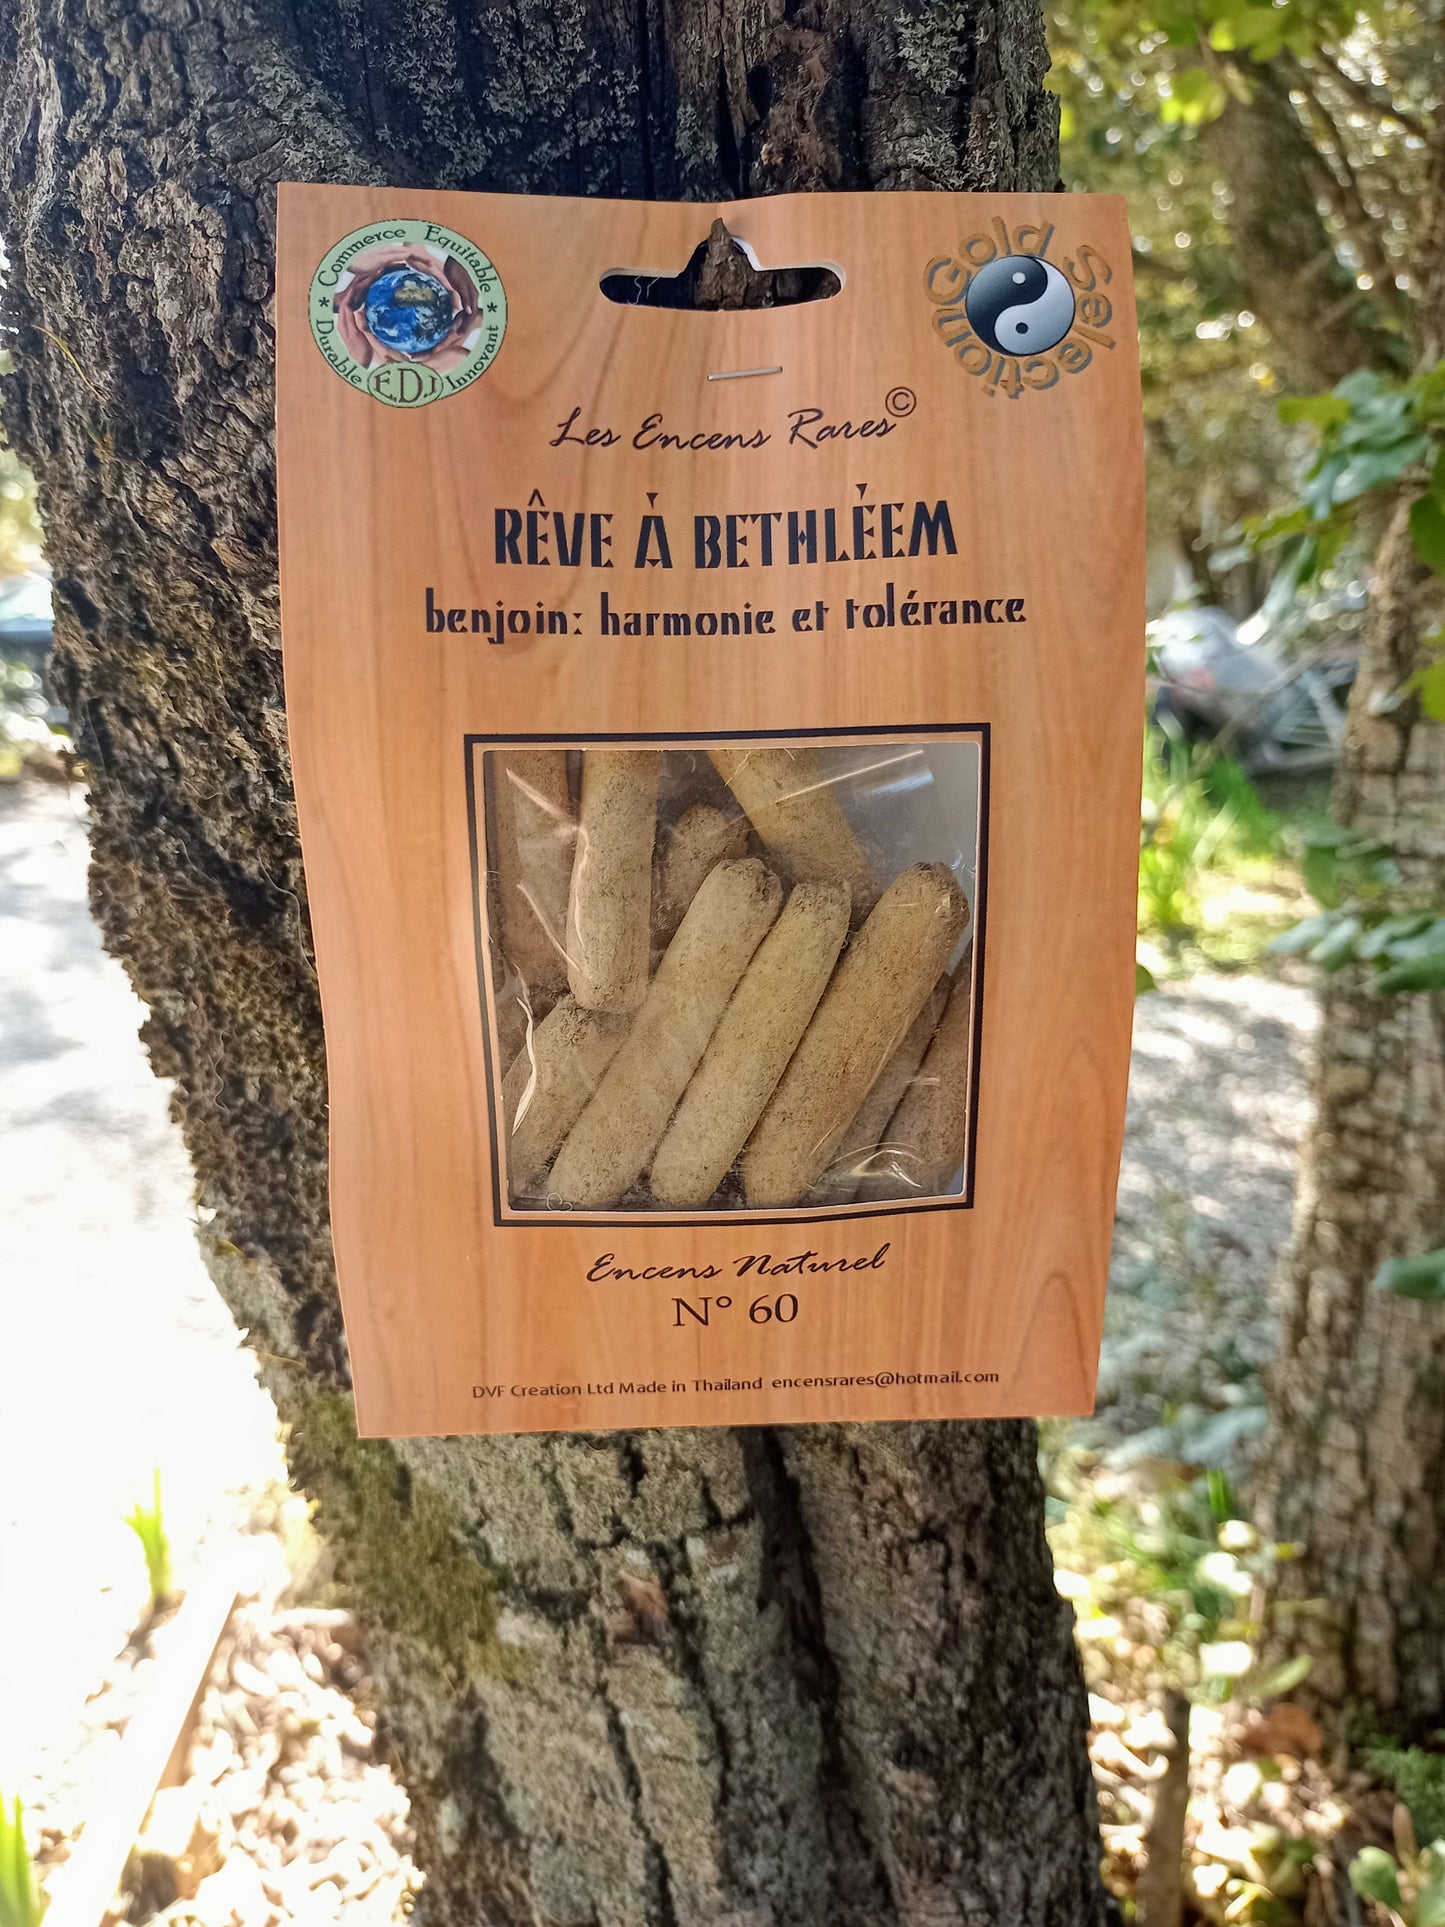 * Commerce Equitable *
Durable E.D.I Innovant
Gold Selection
Les Encens Rares©
RÊVE À BETHLÉEM
benjoin: harmonie et tolérance
Encens Naturel
N° 60
DVF Creation Ltd Made in Thailand encensrares@hotmail.com